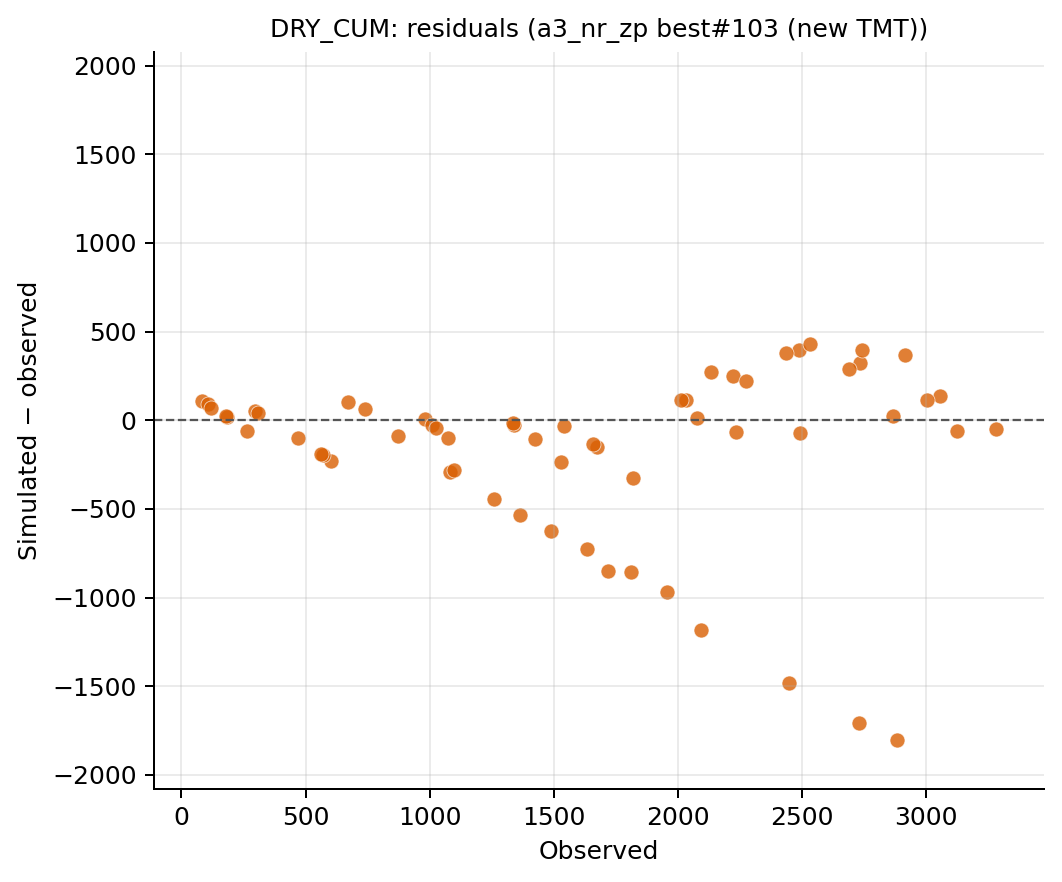 DRY_CUM: residuals (a3_nr_zp best#103 (new TMT))
2000
1500
1000
500
0
−500
−1000
−1500
−2000
Simulated − observed
0 500 1000 1500 2000 2500 3000
Observed